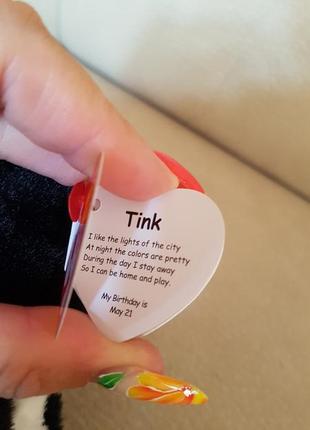 Tink
I like the lights of the city
At night the colors are pretty
During the day I stay away
So I can be home and play.
My Birthday is
May 21